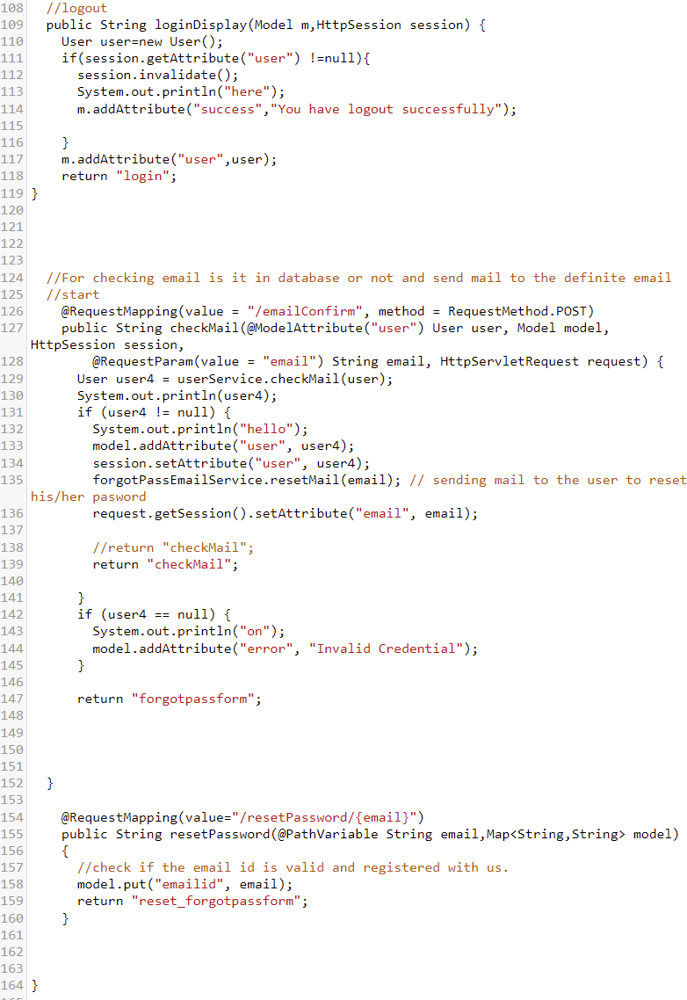 108 //logout
109 public String loginDisplay(Model m,HttpSession session) {
110 User user=new User();
111 if(session.getAttribute("user") !=null){
112 session.invalidate();
113 System.out.println("here");
114 m.addAttribute("success","You have logout successfully");
115
116 }
117 m.addAttribute("user",user);
118 return "login";
119 }
120
121
122
123
124 //For checking email is it in database or not and send mail to the definite email
125 //start
126 @RequestMapping(value = "/emailConfirm", method = RequestMethod.POST)
127 public String checkMail(@ModelAttribute("user") User user, Model model,
HttpSession session,
128 @RequestParam(value = "email") String email, HttpServletRequest request) {
129 User user4 = userService.checkMail(user);
130 System.out.println(user4);
131 if (user4 != null) {
132 System.out.println("hello");
133 model.addAttribute("user", user4);
134 session.setAttribute("user", user4);
135 forgotPassEmailService.resetMail(email); // sending mail to the user to reset
his/her pasword
136 request.getSession().setAttribute("email", email);
137
138 //return "checkMail";
139 return "checkMail";
140
141 }
142 if (user4 == null) {
143 System.out.println("on");
144 model.addAttribute("error", "Invalid Credential");
145 }
146
147 return "forgotpassform";
148
149
150
151
152 }
153
154 @RequestMapping(value="/resetPassword/{email}")
155 public String resetPassword(@PathVariable String email,Map<String,String> model)
156 {
157 //check if the email id is valid and registered with us.
158 model.put("emailid", email);
159 return "reset_forgotpassform";
160 }
161
162
163
164 }